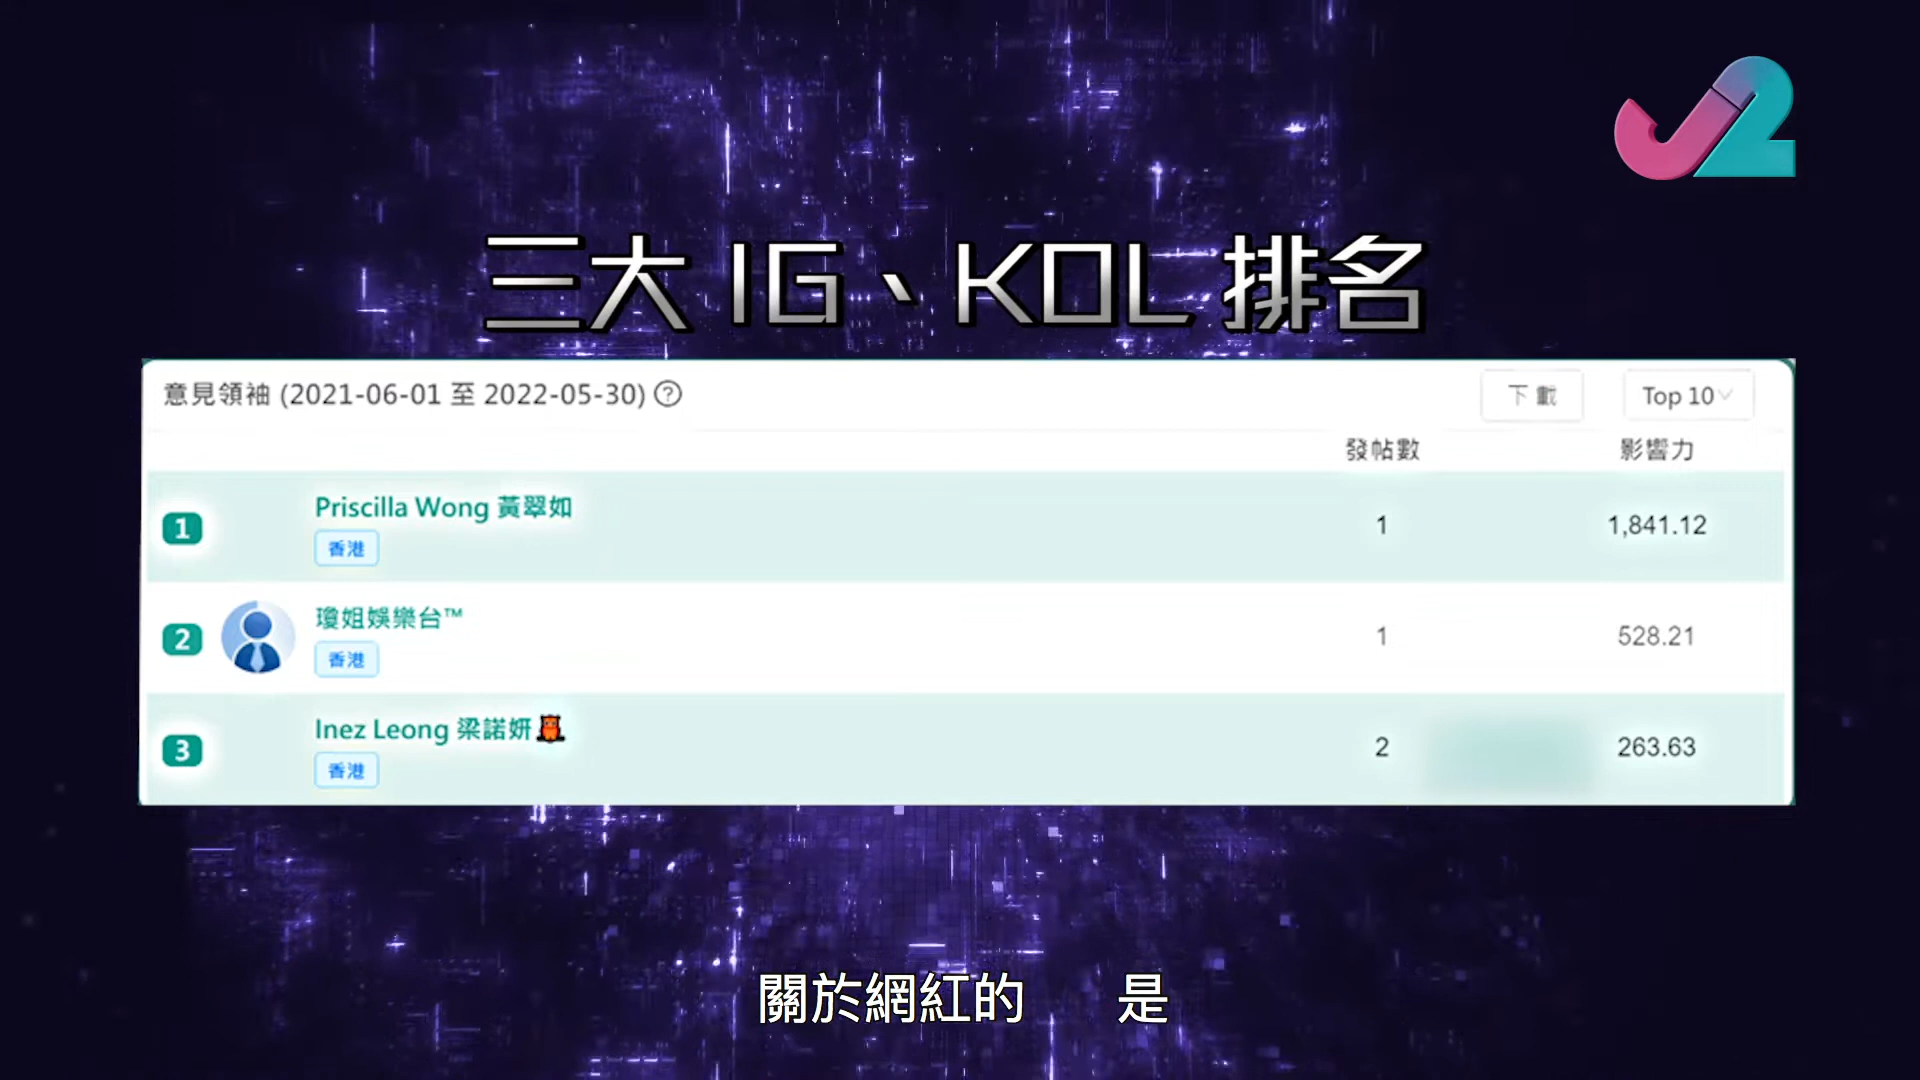 J2
三大 IG、KOL 排名
意見領袖 (2021-06-01 至 2022-05-30) ?
下載
Top 10
發帖數
影響力
1
Priscilla Wong 黃翠如
香港
1
1,841.12
2
瓊姐娛樂台™
香港
1
528.21
3
Inez Leong 梁諾妍
香港
2
263.63
關於網紅的 是